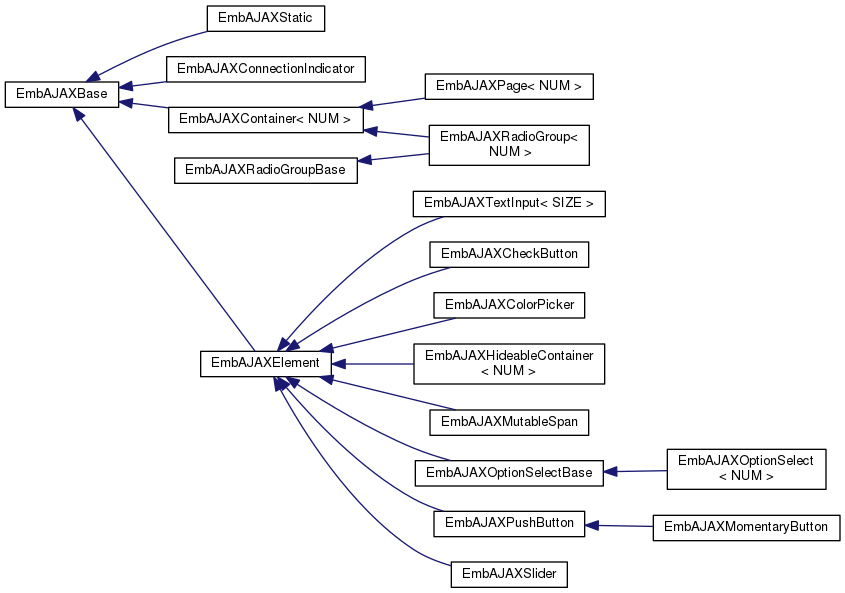 EmbAJAXStatic
EmbAJAXConnectionIndicator
EmbAJAXBase
EmbAJAXContainer< NUM >
EmbAJAXPage< NUM >
EmbAJAXRadioGroup<
NUM >
EmbAJAXRadioGroupBase
EmbAJAXTextInput< SIZE >
EmbAJAXCheckButton
EmbAJAXColorPicker
EmbAJAXElement
EmbAJAXHideableContainer
< NUM >
EmbAJAXMutableSpan
EmbAJAXOptionSelectBase
EmbAJAXOptionSelect
< NUM >
EmbAJAXPushButton
EmbAJAXMomentaryButton
EmbAJAXSlider